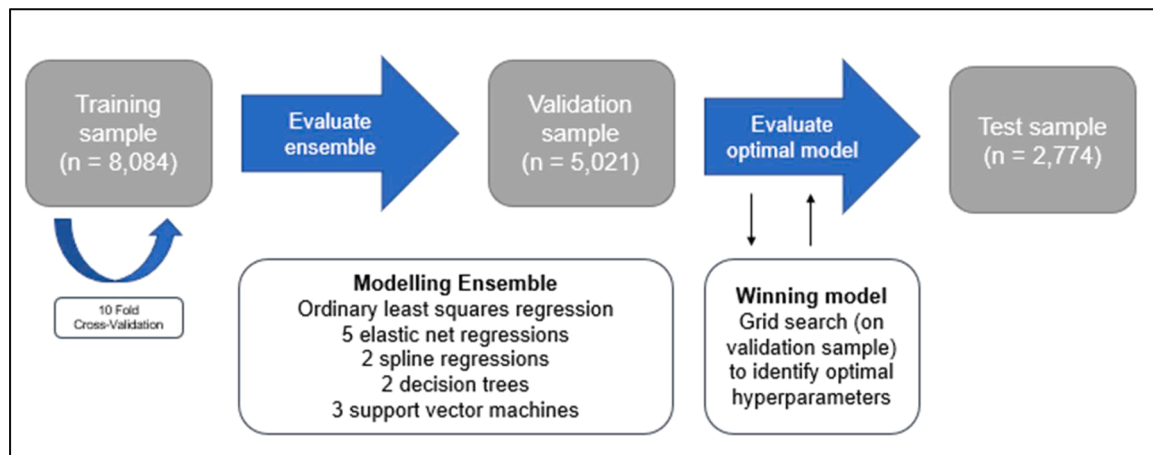 Training
sample
(n = 8,084)
Evaluate
ensemble
Validation
sample
(n = 5,021)
Evaluate
optimal model
Test sample
(n = 2,774)
10 Fold
Cross-Validation
Modelling Ensemble
Ordinary least squares regression
5 elastic net regressions
2 spline regressions
2 decision trees
3 support vector machines
Winning model
Grid search (on
validation sample)
to identify optimal
hyperparameters